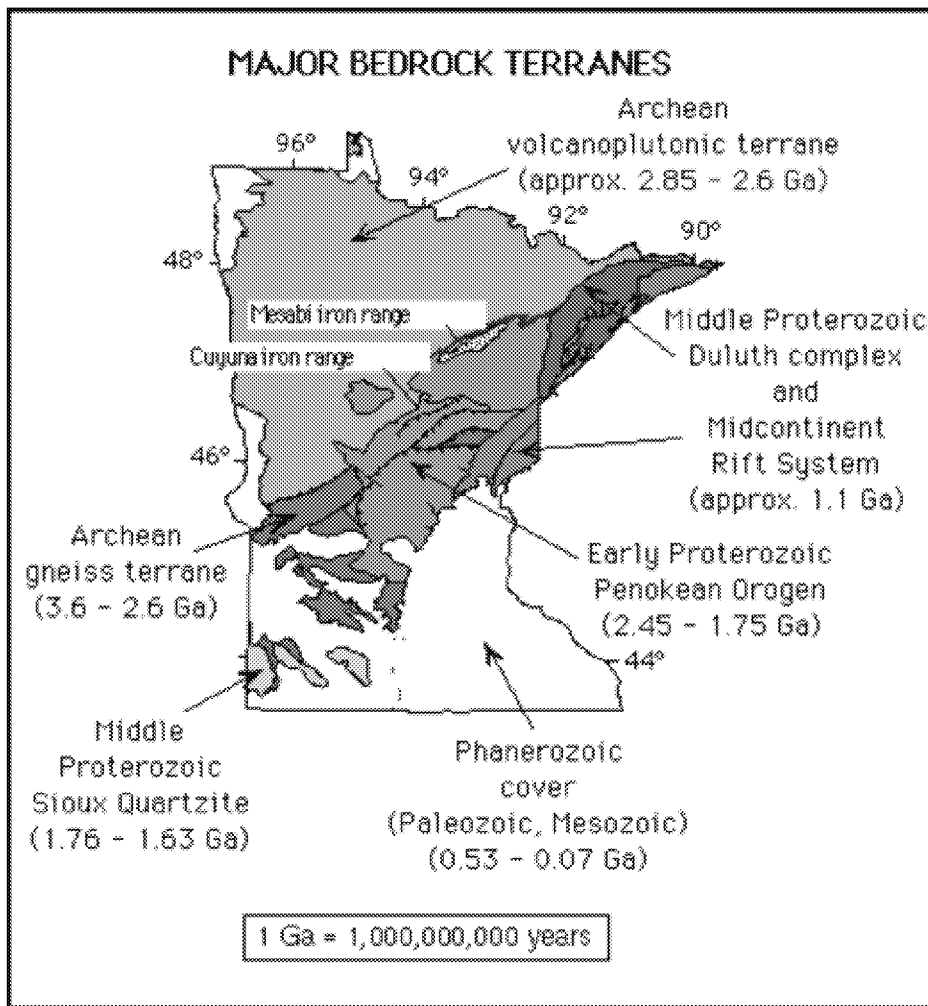 MAJOR BEDROCK TERRANES
Archean
volcanoplutonic terrane
(approx. 2.85 - 2.6 Ga)
96°
94°
92°
90°
48°
Mesabi iron range
Cuyuna iron range
Middle Proterozoic
Duluth complex
and
Midcontinent
Rift System
(approx. 1.1 Ga)
46°
Archean
gneiss terrane
(3.6 - 2.6 Ga)
Early Proterozoic
Penokean Orogen
(2.45 - 1.75 Ga)
44°
Middle
Proterozoic
Sioux Quartzite
(1.76 - 1.63 Ga)
Phanerozoic
cover
(Paleozoic, Mesozoic)
(0.53 - 0.07 Ga)
1 Ga = 1,000,000,000 years